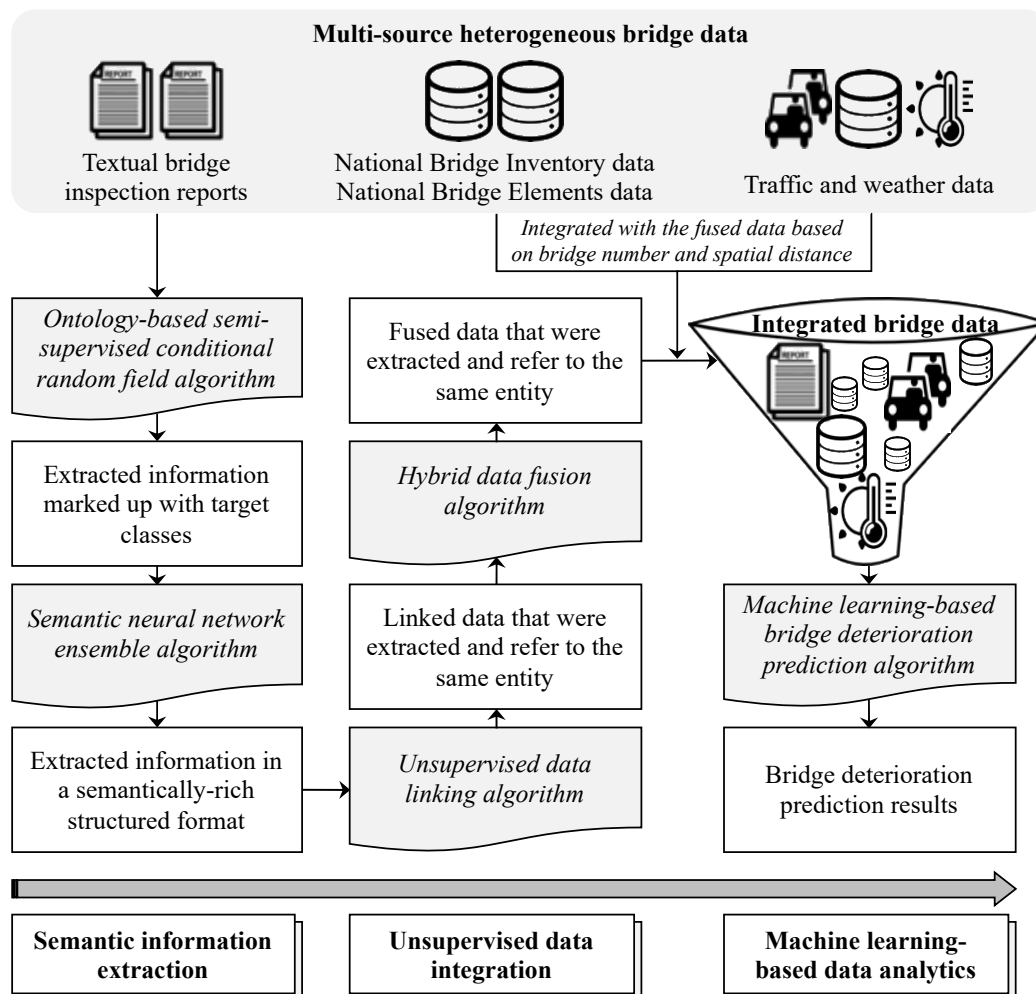 Multi-source heterogeneous bridge data
REPORT
REPORT
Textual bridge
inspection reports
National Bridge Inventory data
National Bridge Elements data
Traffic and weather data
Integrated with the fused data based
on bridge number and spatial distance
Ontology-based semi-
supervised conditional
random field algorithm
Extracted information
marked up with target
classes
Semantic neural network
ensemble algorithm
Extracted information in
a semantically-rich
structured format
Fused data that were
extracted and refer to the
same entity
Hybrid data fusion
algorithm
Linked data that were
extracted and refer to the
same entity
Unsupervised data
linking algorithm
Integrated bridge data
REPORT
Machine learning-based
bridge deterioration
prediction algorithm
Bridge deterioration
prediction results
Semantic information
extraction
Unsupervised data
integration
Machine learning-
based data analytics